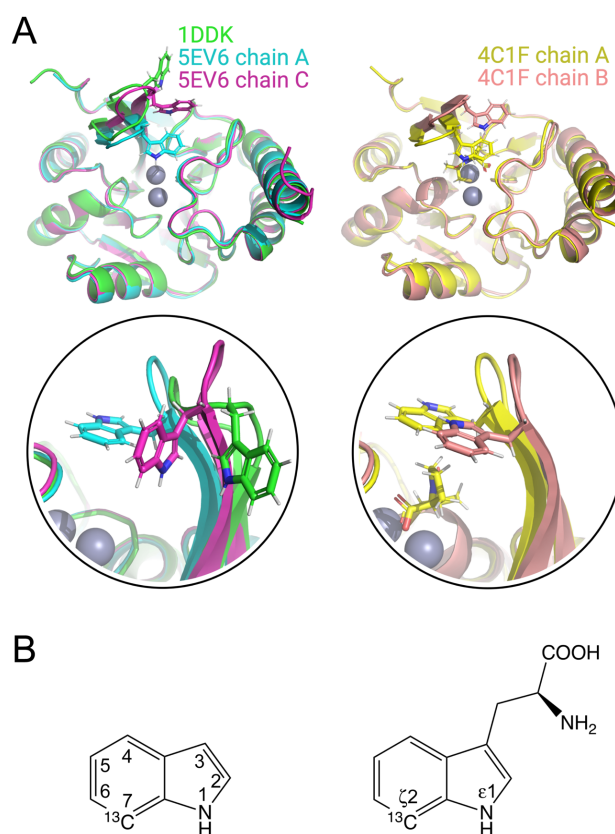 A
1DDK
5EV6 chain A
5EV6 chain C
4C1F chain A
4C1F chain B
B
4
3
5
2
6
7
1
¹³C
N
H
COOH
NH₂
ζ2
ε1
¹³C
N
H